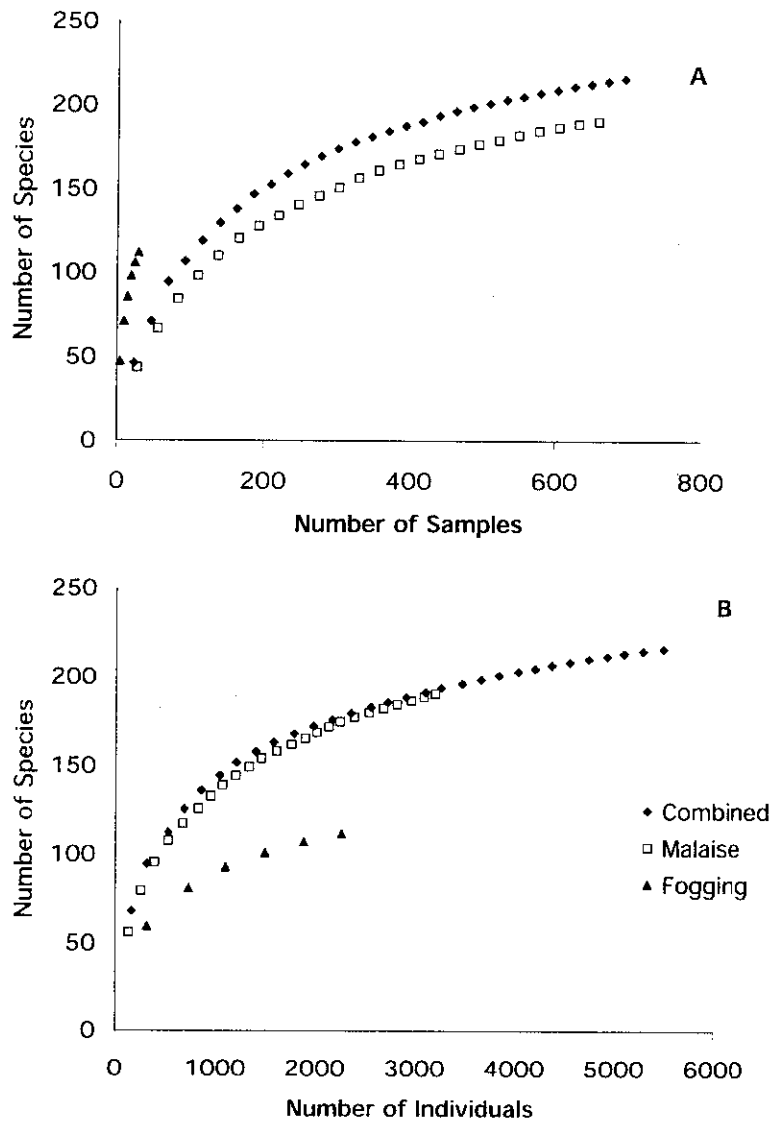 250
200
150
100
50
0
Number of Species
A
0 200 400 600 800
Number of Samples
250
200
150
100
50
0
Number of Species
B
Combined
Malaise
Fogging
0 1000 2000 3000 4000 5000 6000
Number of Individuals